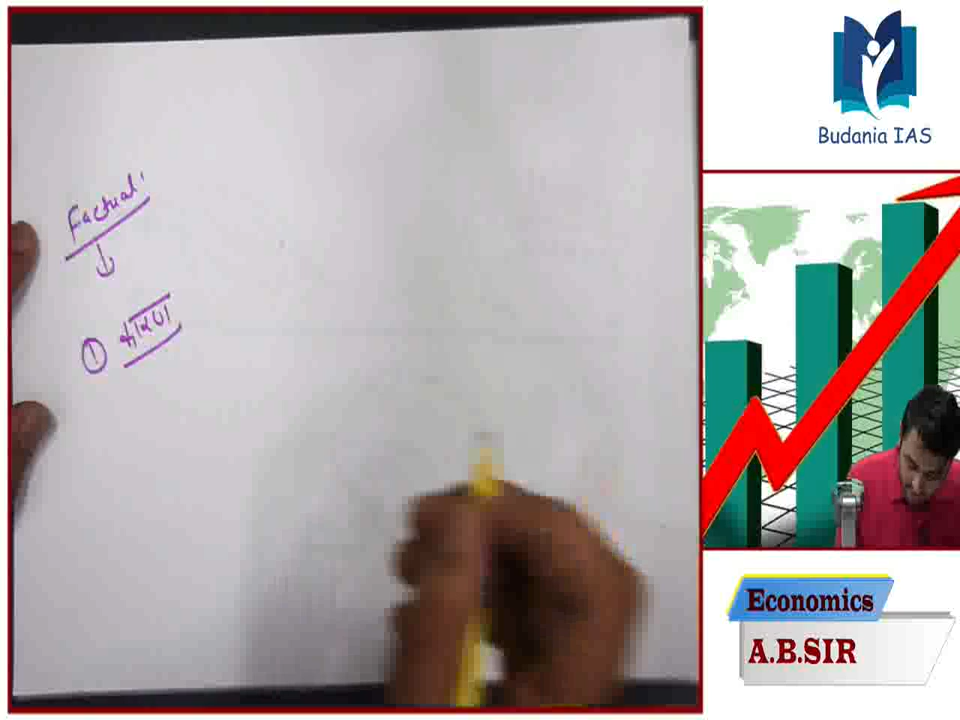 Factual
↓
① कारण
Budania IAS
Economics
A.B.SIR